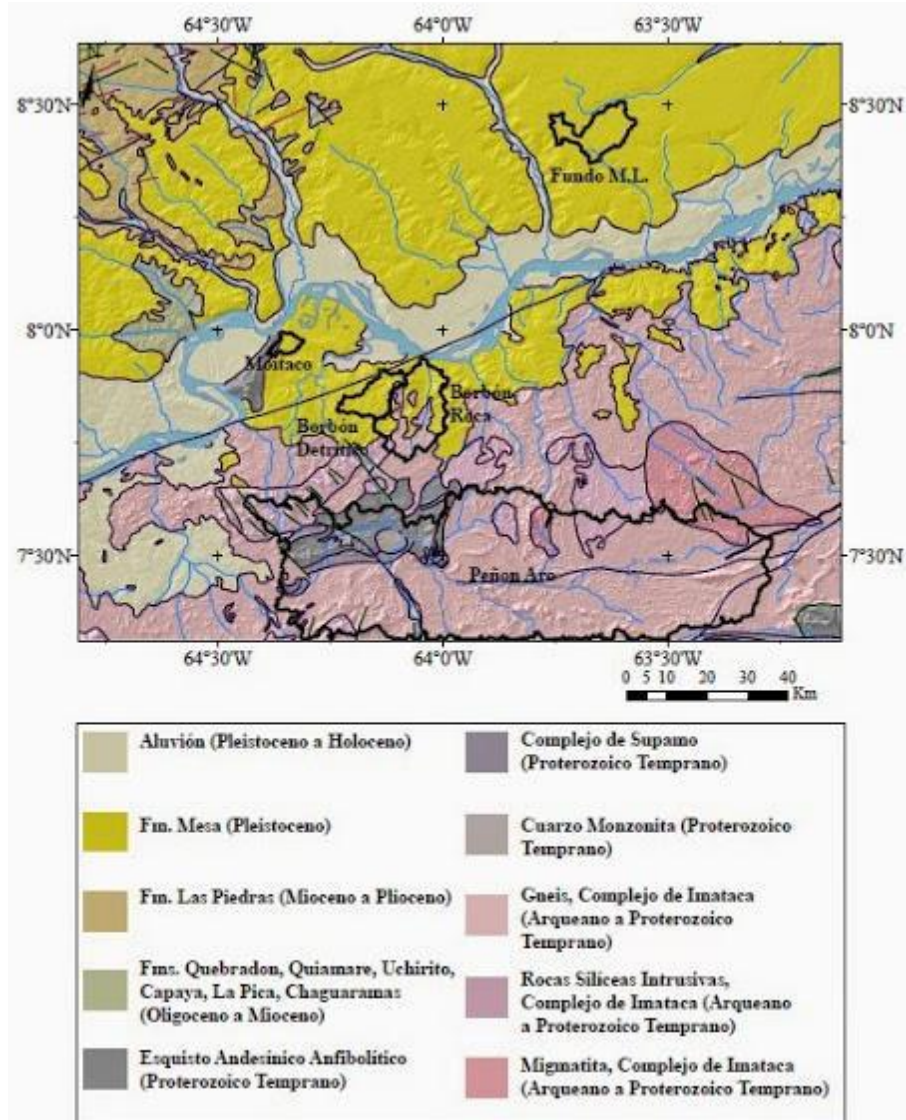 64°30'W 64°0'W 63°30'W
8°30'N 8°30'N
Fundo M.L.
8°0'N 8°0'N
Moitaco
Borbón
Roca
Borbón
Detrítico
7°30'N 7°30'N
Peñon Aro
64°30'W 64°0'W 63°30'W
0 5 10 20 30 40
Km
Aluvión (Pleistoceno a Holoceno)
Fm. Mesa (Pleistoceno)
Fm. Las Piedras (Mioceno a Plioceno)
Fms. Quebradon, Quiamare, Uchirito,
Capaya, La Pica, Chaguaramas
(Oligoceno a Mioceno)
Esquisto Andesínico Anfibolítico
(Proterozoico Temprano)
Complejo de Supamo
(Proterozoico Temprano)
Cuarzo Monzonita (Proterozoico
Temprano)
Gneis, Complejo de Imataca
(Arqueano a Proterozoico
Temprano)
Rocas Silíceas Intrusivas,
Complejo de Imataca (Arqueano
a Proterozoico Temprano)
Migmatita, Complejo de Imataca
(Arqueano a Proterozoico Temprano)